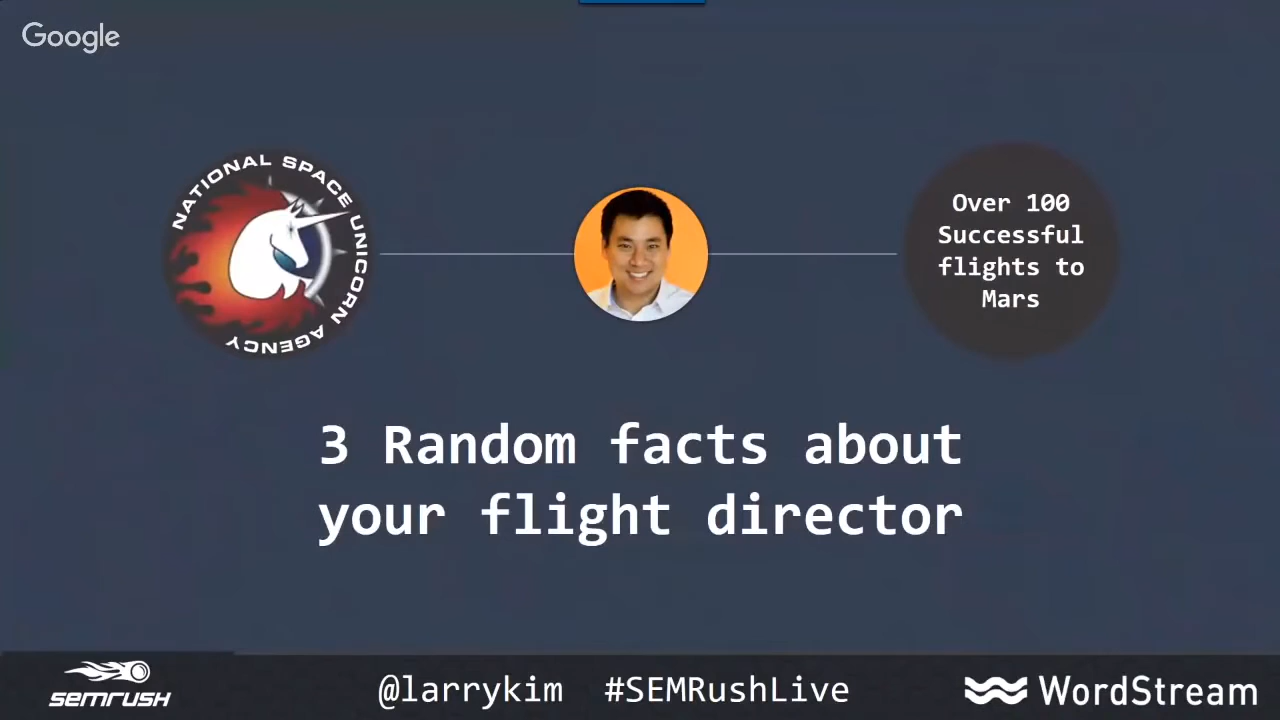 Google
NATIONAL SPACE UNICORN AGENCY
Over 100
Successful
flights to
Mars
3 Random facts about
your flight director
semrush
@larrykim #SEMRushLive
WordStream